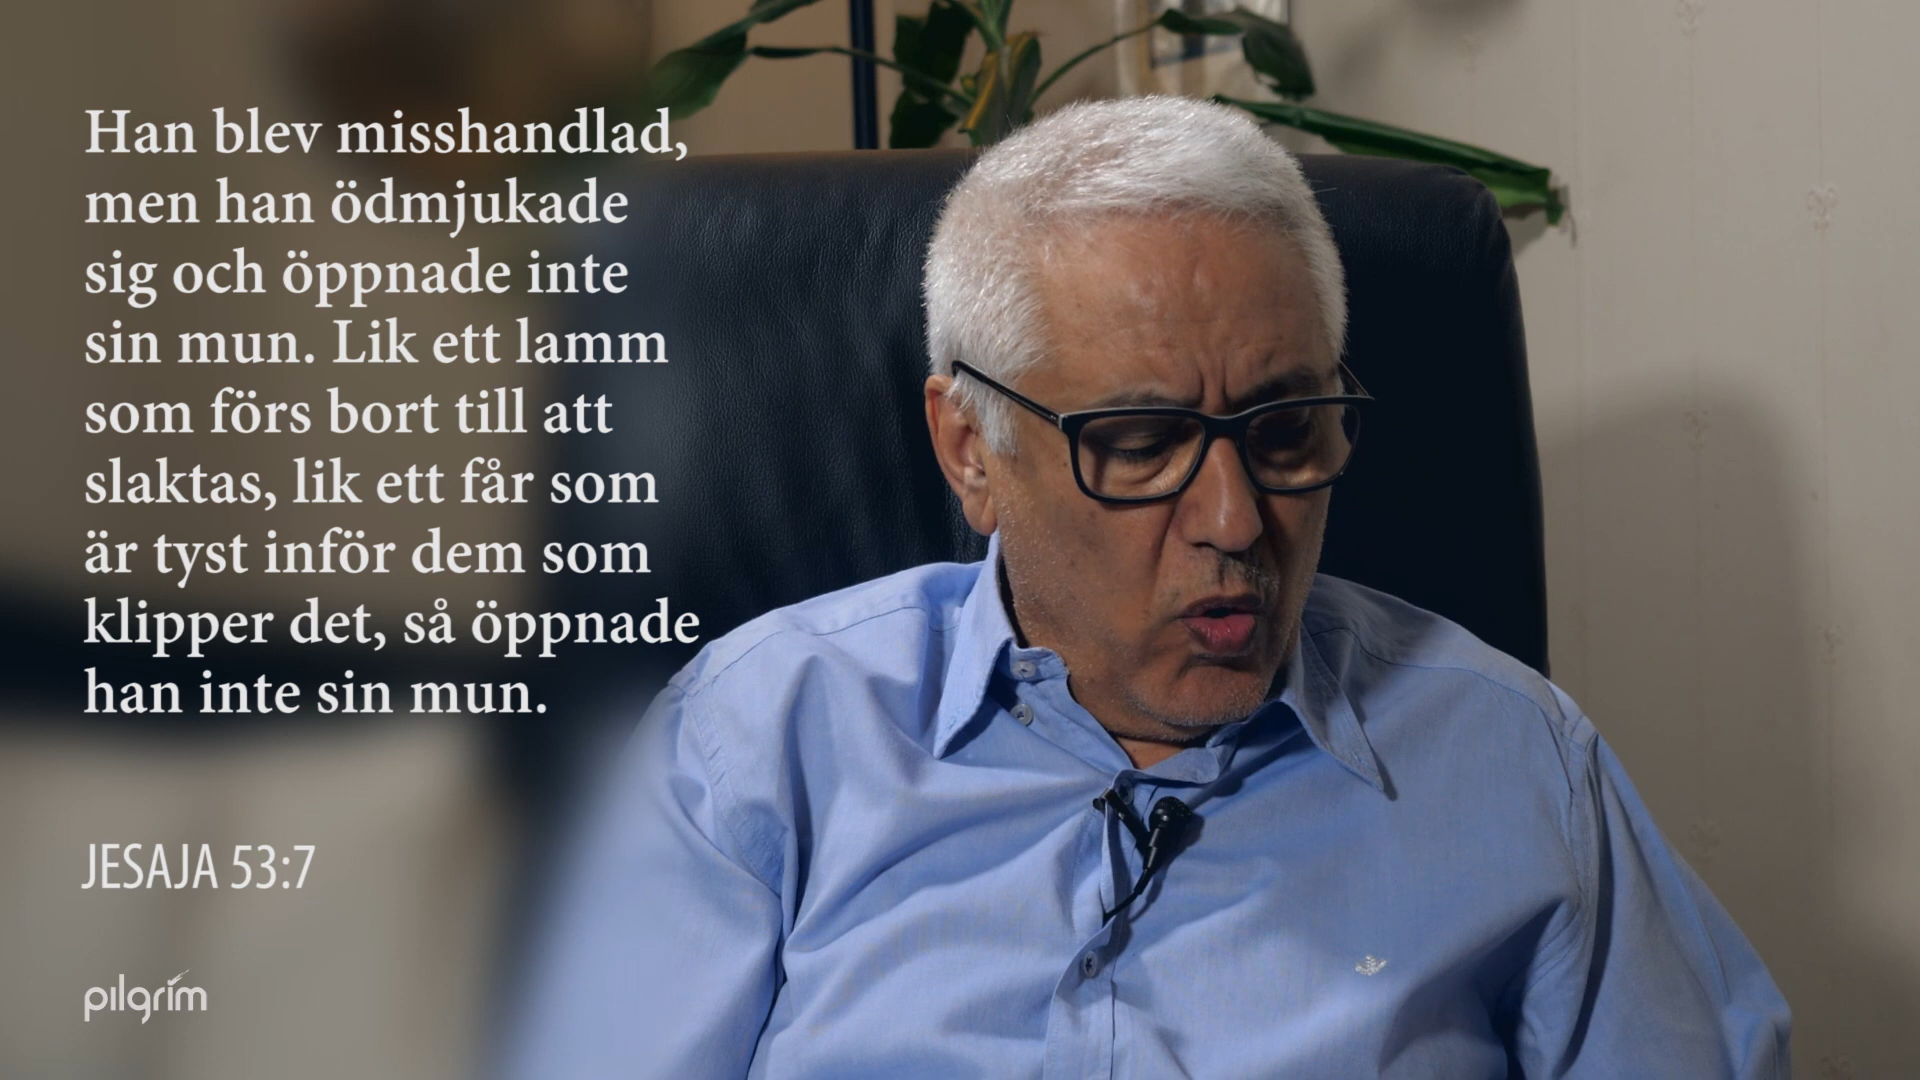 Han blev misshandlad,
men han ödmjukade
sig och öppnade inte
sin mun. Lik ett lamm
som förs bort till att
slaktas, lik ett får som
är tyst inför dem som
klipper det, så öppnade
han inte sin mun.
JESAJA 53:7
pilgrim